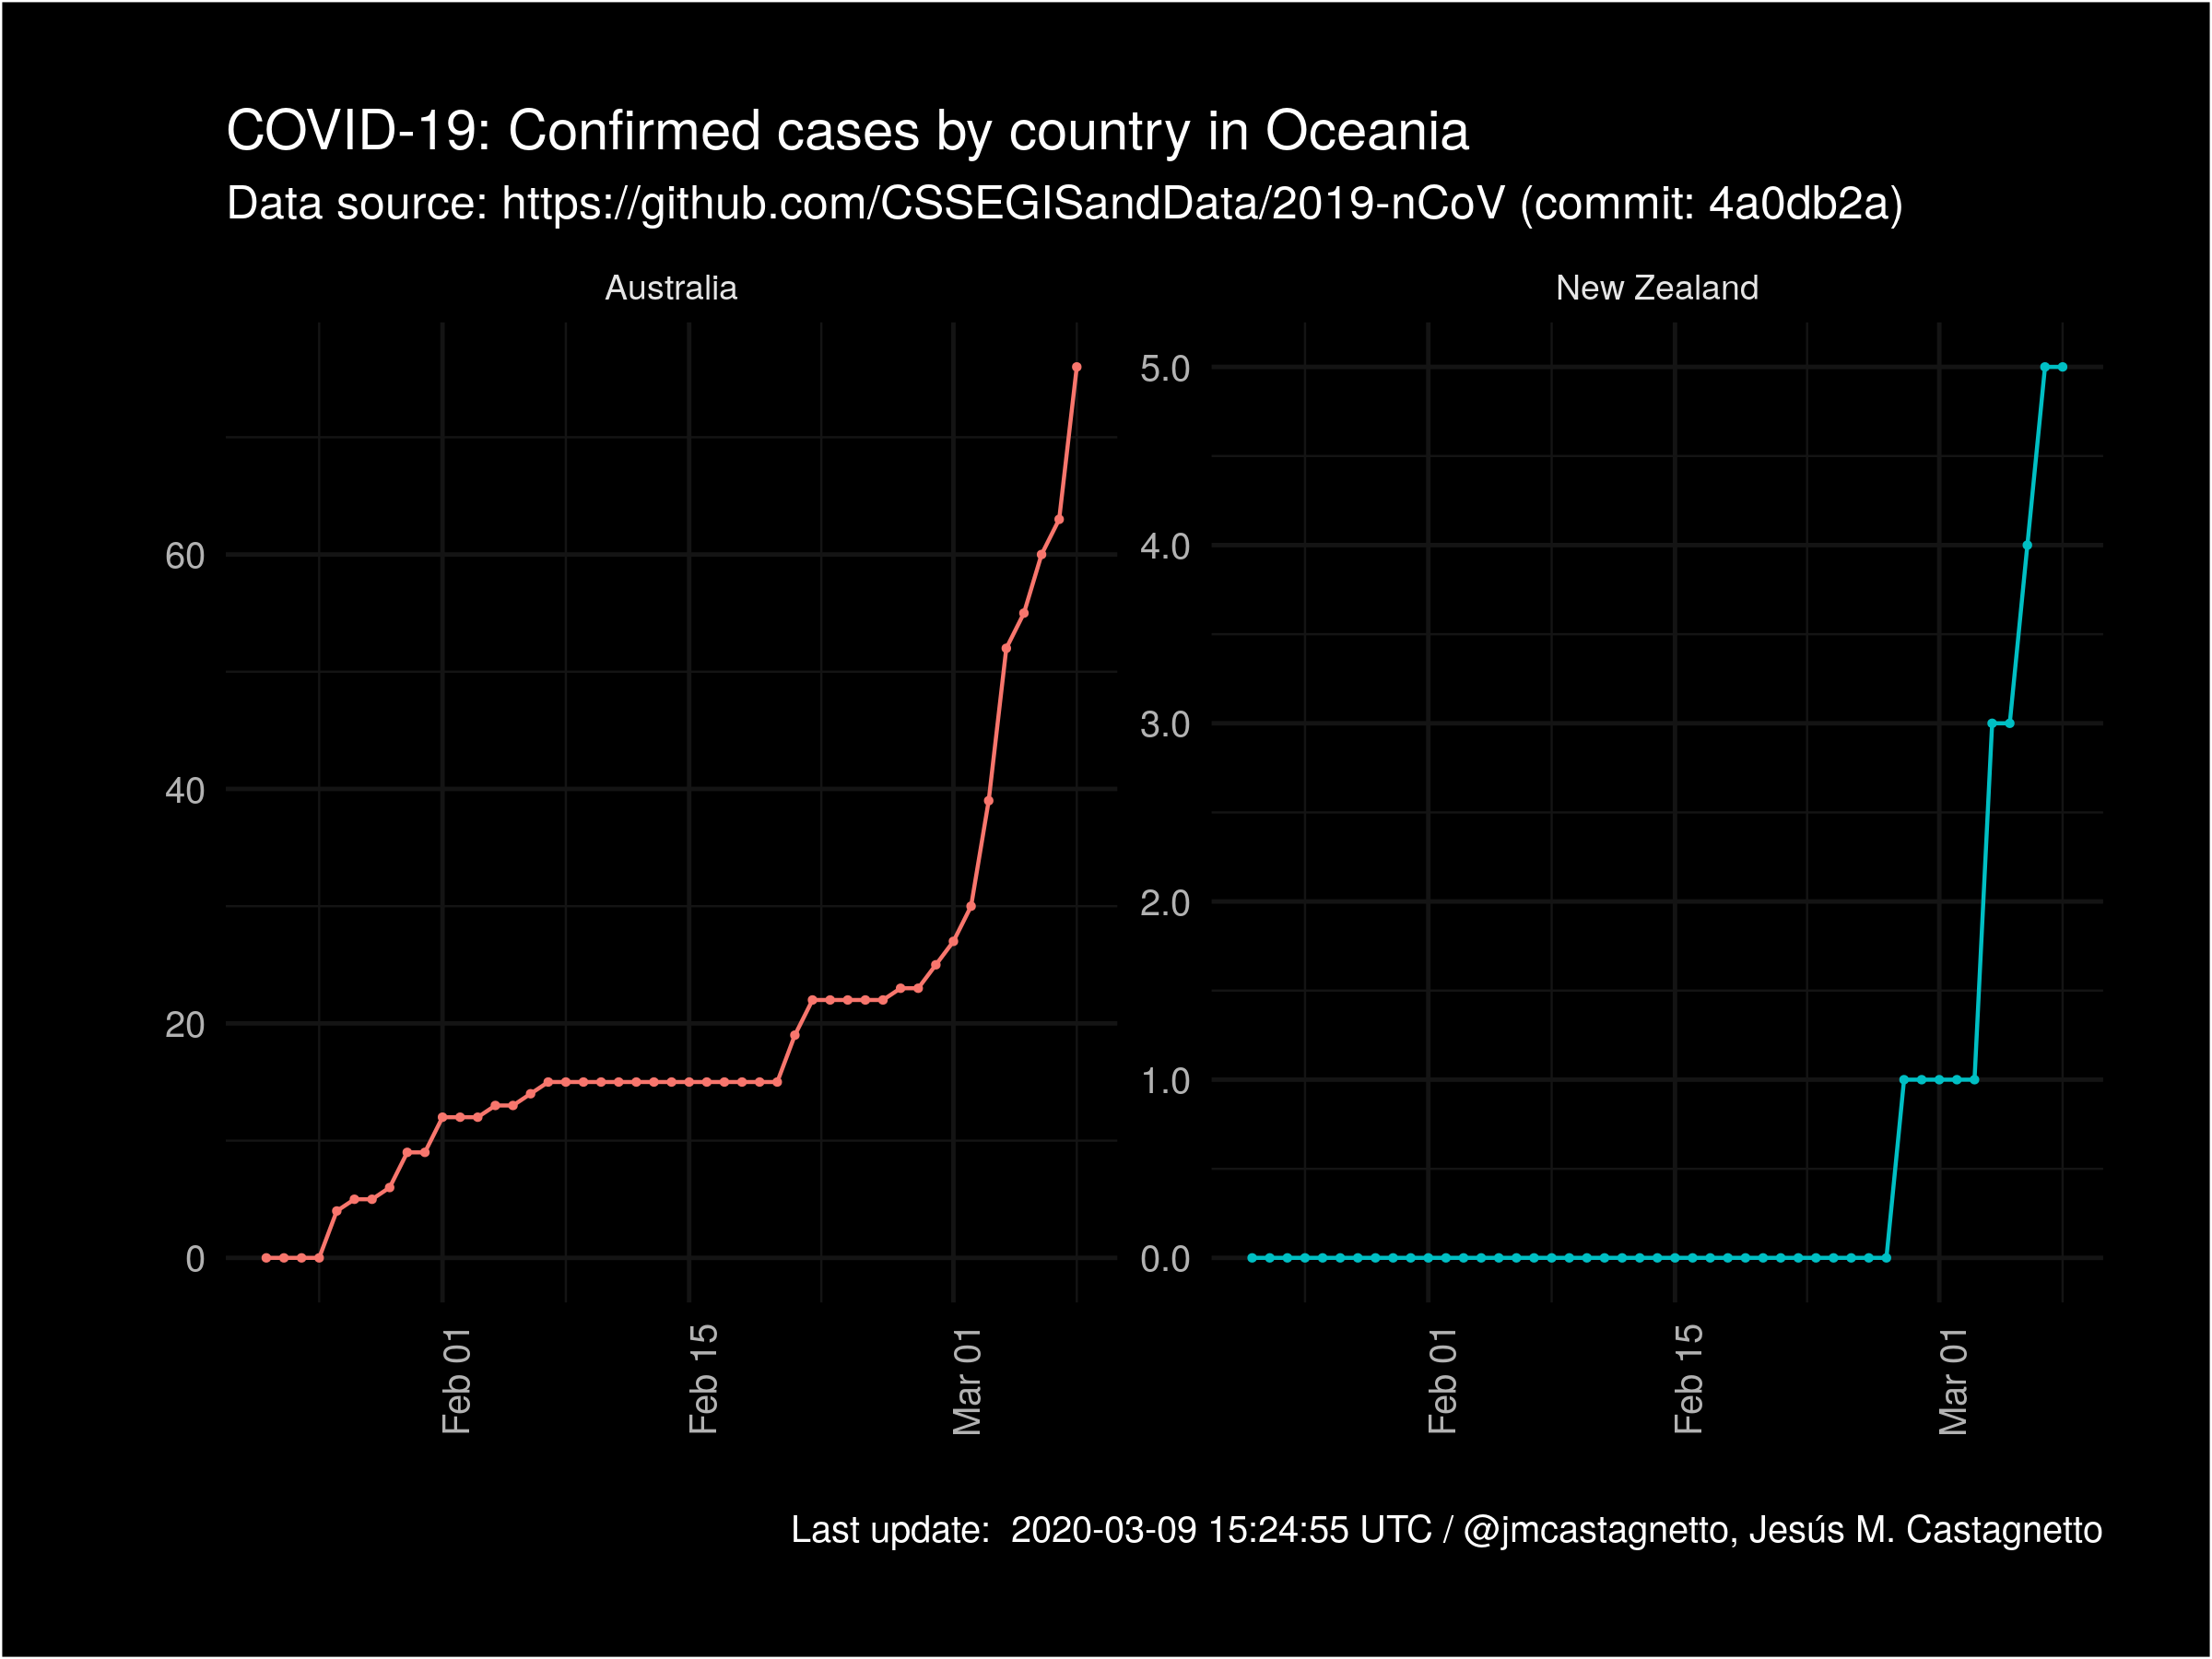 COVID-19: Confirmed cases by country in Oceania
Data source: https://github.com/CSSEGISandData/2019-nCoV (commit: 4a0db2a)
Australia
60
40
20
0
Feb 01
Feb 15
Mar 01
New Zealand
5.0
4.0
3.0
2.0
1.0
0.0
Feb 01
Feb 15
Mar 01
Last update:  2020-03-09 15:24:55 UTC / @jmcastagnetto, Jesús M. Castagnetto